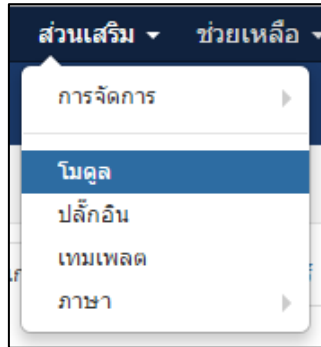 ส่วนเสริม ช่วยเหลือ
การจัดการ
โมดูล
ปลั๊กอิน
เทมเพลต
ภาษา